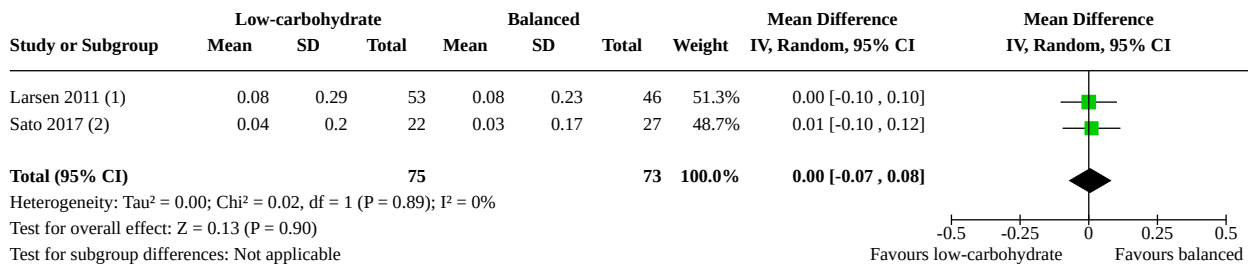 Low-carbohydrate Balanced Mean Difference Mean Difference
Study or Subgroup Mean SD Total Mean SD Total Weight IV, Random, 95% CI IV, Random, 95% CI
Larsen 2011 (1) 0.08 0.29 53 0.08 0.23 46 51.3% 0.00 [-0.10 , 0.10]
Sato 2017 (2) 0.04 0.2 22 0.03 0.17 27 48.7% 0.01 [-0.10 , 0.12]
Total (95% CI) 75 73 100.0% 0.00 [-0.07 , 0.08]
Heterogeneity: Tau² = 0.00; Chi² = 0.02, df = 1 (P = 0.89); I² = 0%
Test for overall effect: Z = 0.13 (P = 0.90)
-0.5 -0.25 0 0.25 0.5
Test for subgroup differences: Not applicable
Favours low-carbohydrate Favours balanced